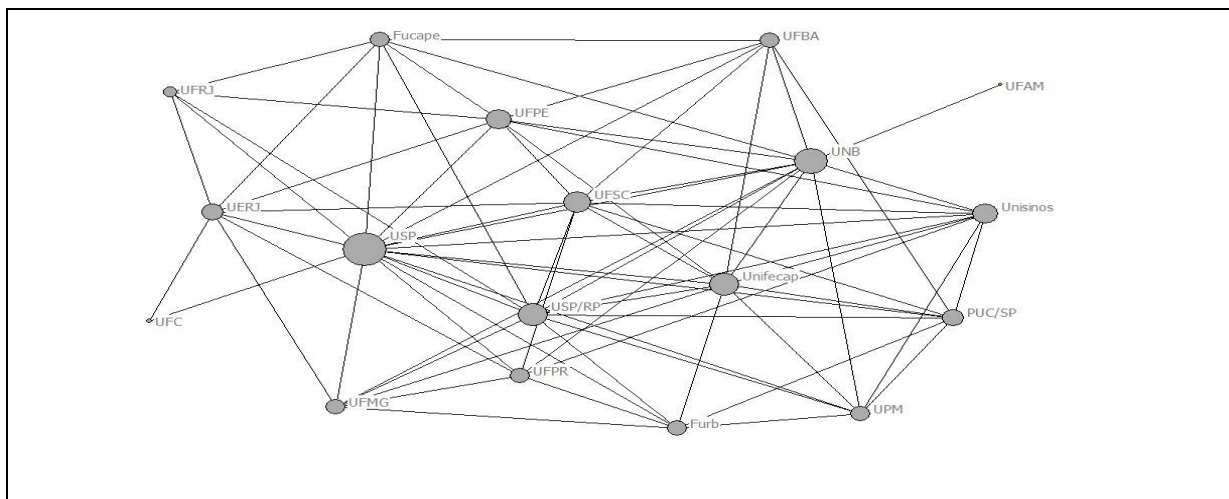 Fucape
UFBA
UFRJ
UFAM
UFPE
UNB
UFSC
UERJ
Unisinos
USP
Unifecap
USP/RP
PUC/SP
UFC
UFPR
UFMG
UPM
Furb